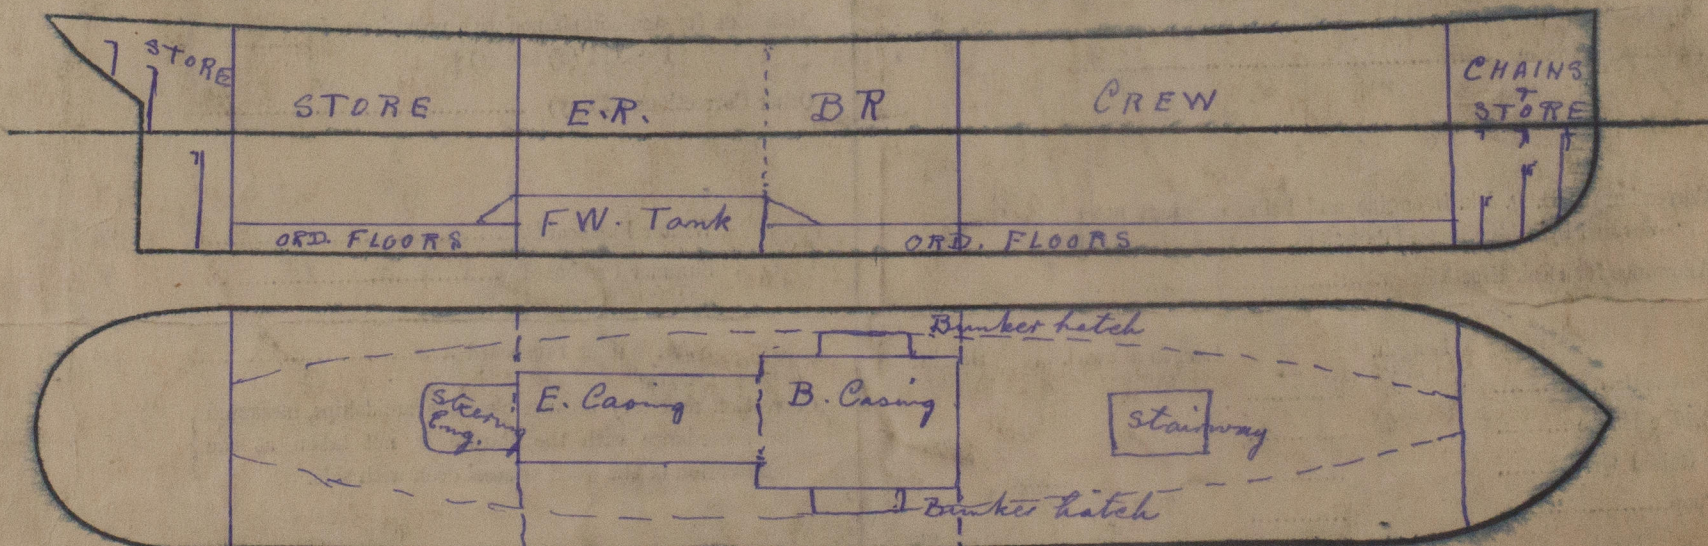 STORE
STORE
E.R.
BR
CREW
CHAINS
+
STORE
F W. Tank
ORD. FLOORS
ORD. FLOORS
Bunker hatch
Steering
Eng.
E. Casing
B. Casing
Stairway
Bunker hatch